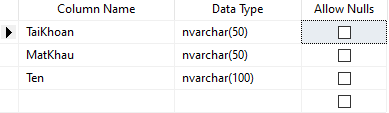 Column Name Data Type Allow Nulls
TaiKhoan nvarchar(50)
MatKhau nvarchar(50)
Ten nvarchar(100)